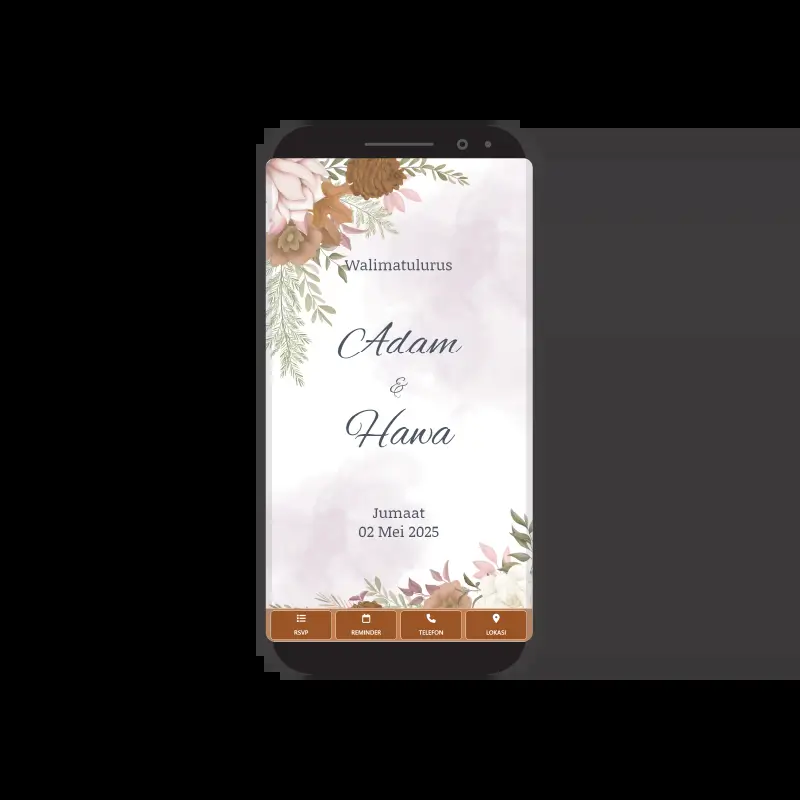 Walimatulurus
Adam
&
Hawa
Jumaat
02 Mei 2025
RSVP
REMINDER
TELEFON
LOKASI